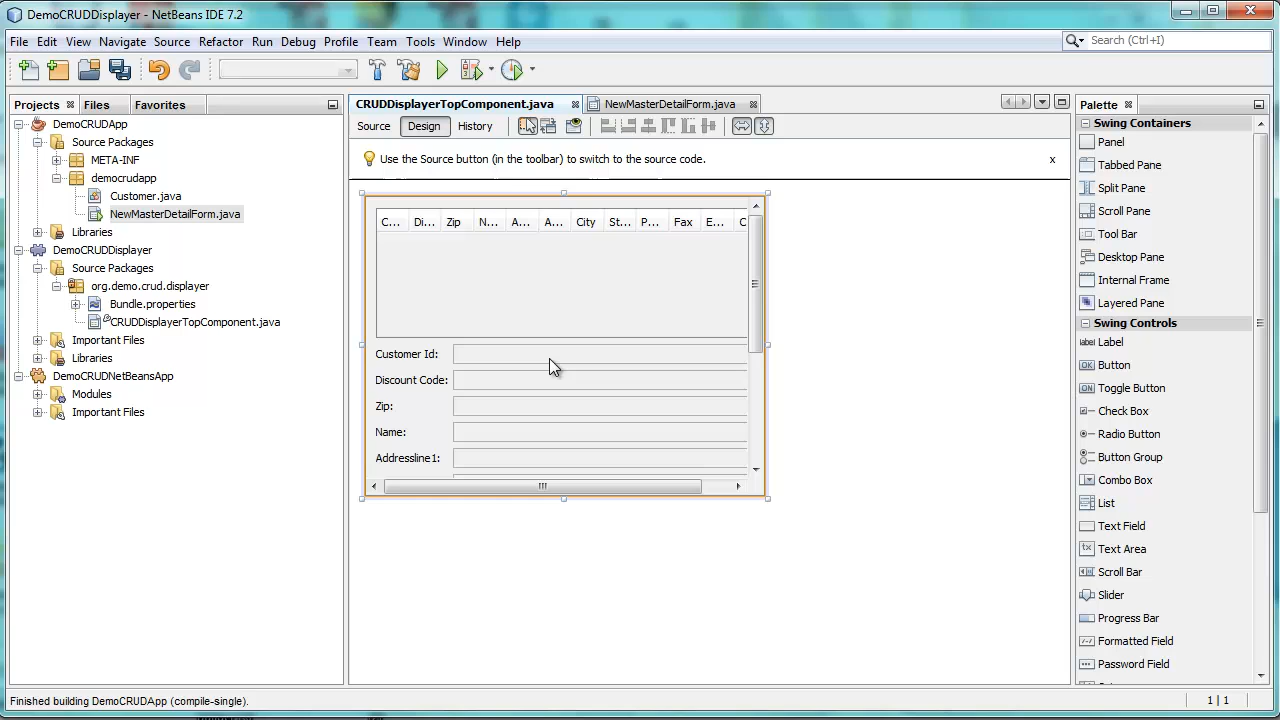 DemoCRUDDisplayer - NetBeans IDE 7.2
File Edit View Navigate Source Refactor Run Debug Profile Team Tools Window Help
Search (Ctrl+I)
Projects Files Favorites
DemoCRUDApp
Source Packages
META-INF
democrudapp
Customer.java
NewMasterDetailForm.java
Libraries
DemoCRUDDisplayer
Source Packages
org.demo.crud.displayer
Bundle.properties
CRUDDisplayerTopComponent.java
Important Files
Libraries
DemoCRUDNetBeansApp
Modules
Important Files
CRUDDisplayerTopComponent.java NewMasterDetailForm.java
Source Design History
Use the Source button (in the toolbar) to switch to the source code. x
C... Di... Zip N... A... A... City St... P... Fax E... C
Customer Id:
Discount Code:
Zip:
Name:
Addressline1:
Palette
Swing Containers
Panel
Tabbed Pane
Split Pane
Scroll Pane
Tool Bar
Desktop Pane
Internal Frame
Layered Pane
Swing Controls
label Label
OK Button
ON Toggle Button
Check Box
Radio Button
Button Group
Combo Box
List
Text Field
Text Area
Scroll Bar
Slider
Progress Bar
Formatted Field
Password Field
Finished building DemoCRUDApp (compile-single).
1 | 1